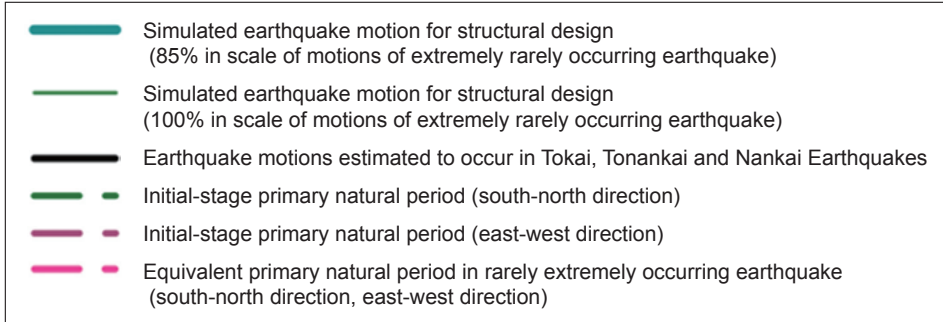 Simulated earthquake motion for structural design
(85% in scale of motions of extremely rarely occurring earthquake)
Simulated earthquake motion for structural design
(100% in scale of motions of extremely rarely occurring earthquake)
Earthquake motions estimated to occur in Tokai, Tonankai and Nankai Earthquakes
Initial-stage primary natural period (south-north direction)
Initial-stage primary natural period (east-west direction)
Equivalent primary natural period in rarely extremely occurring earthquake
(south-north direction, east-west direction)